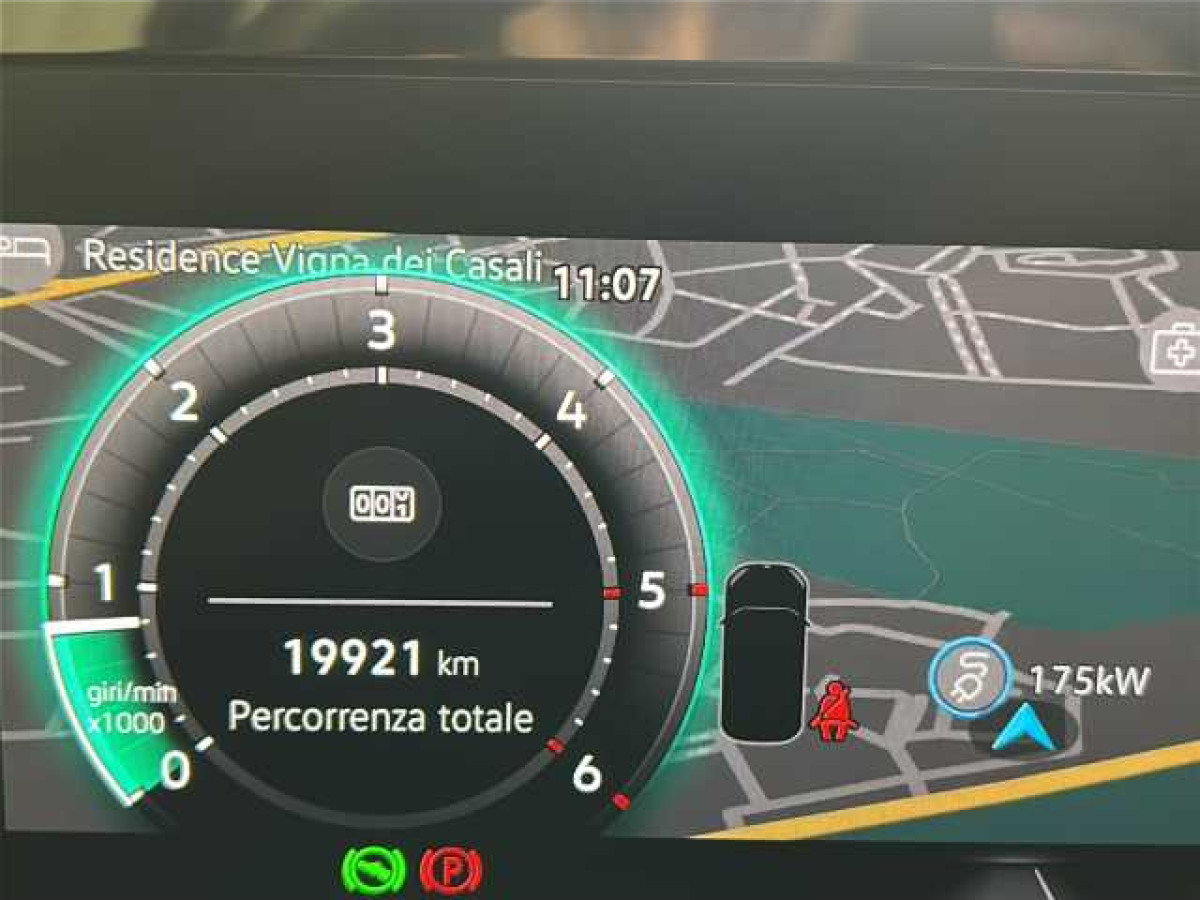 Residence Vigna dei Casali
11:07
3
2
4
001
1
5
19921 km
175kW
giri/min
x1000
Percorrenza totale
0
6
P